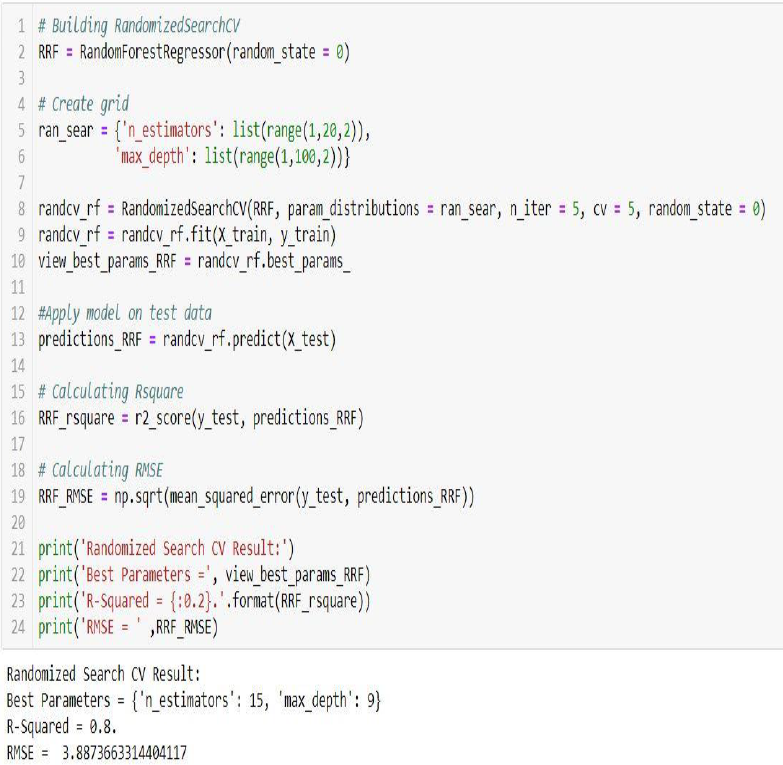 1 # Building RandomizedSearchCV
2 RRF = RandomForestRegressor(random_state = 0)
3
4 # Create grid
5 ran_sear = {'n_estimators': list(range(1,20,2)),
6 'max_depth': list(range(1,100,2))}
7
8 randcv_rf = RandomizedSearchCV(RRF, param_distributions = ran_sear, n_iter = 5, cv = 5, random_state = 0)
9 randcv_rf = randcv_rf.fit(X_train, y_train)
10 view_best_params_RRF = randcv_rf.best_params_
11
12 #Apply model on test data
13 predictions_RRF = randcv_rf.predict(X_test)
14
15 # Calculating Rsquare
16 RRF_rsquare = r2_score(y_test, predictions_RRF)
17
18 # Calculating RMSE
19 RRF_RMSE = np.sqrt(mean_squared_error(y_test, predictions_RRF))
20
21 print('Randomized Search CV Result:')
22 print('Best Parameters =', view_best_params_RRF)
23 print('R-Squared = {:0.2}.'.format(RRF_rsquare))
24 print('RMSE = ' ,RRF_RMSE)
Randomized Search CV Result:
Best Parameters = {'n_estimators': 15, 'max_depth': 9}
R-Squared = 0.8.
RMSE =  3.8873663314404117